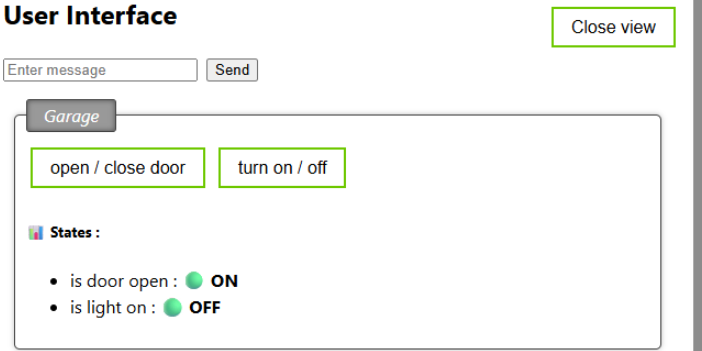 User Interface
Close view
Enter message Send
Garage
open / close door turn on / off
States :
is door open : ON
is light on : OFF